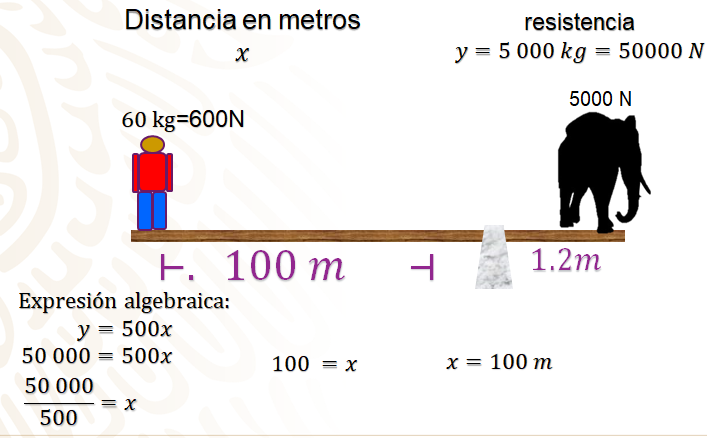 Distancia en metros
x
resistencia
y = 5 000 kg = 50000 N
60 kg=600N
5000 N
⊢. 100 m ⊣
1.2m
Expresión algebraica:
y = 500x
50 000 = 500x
50 000
500
= x
100 = x
x = 100 m